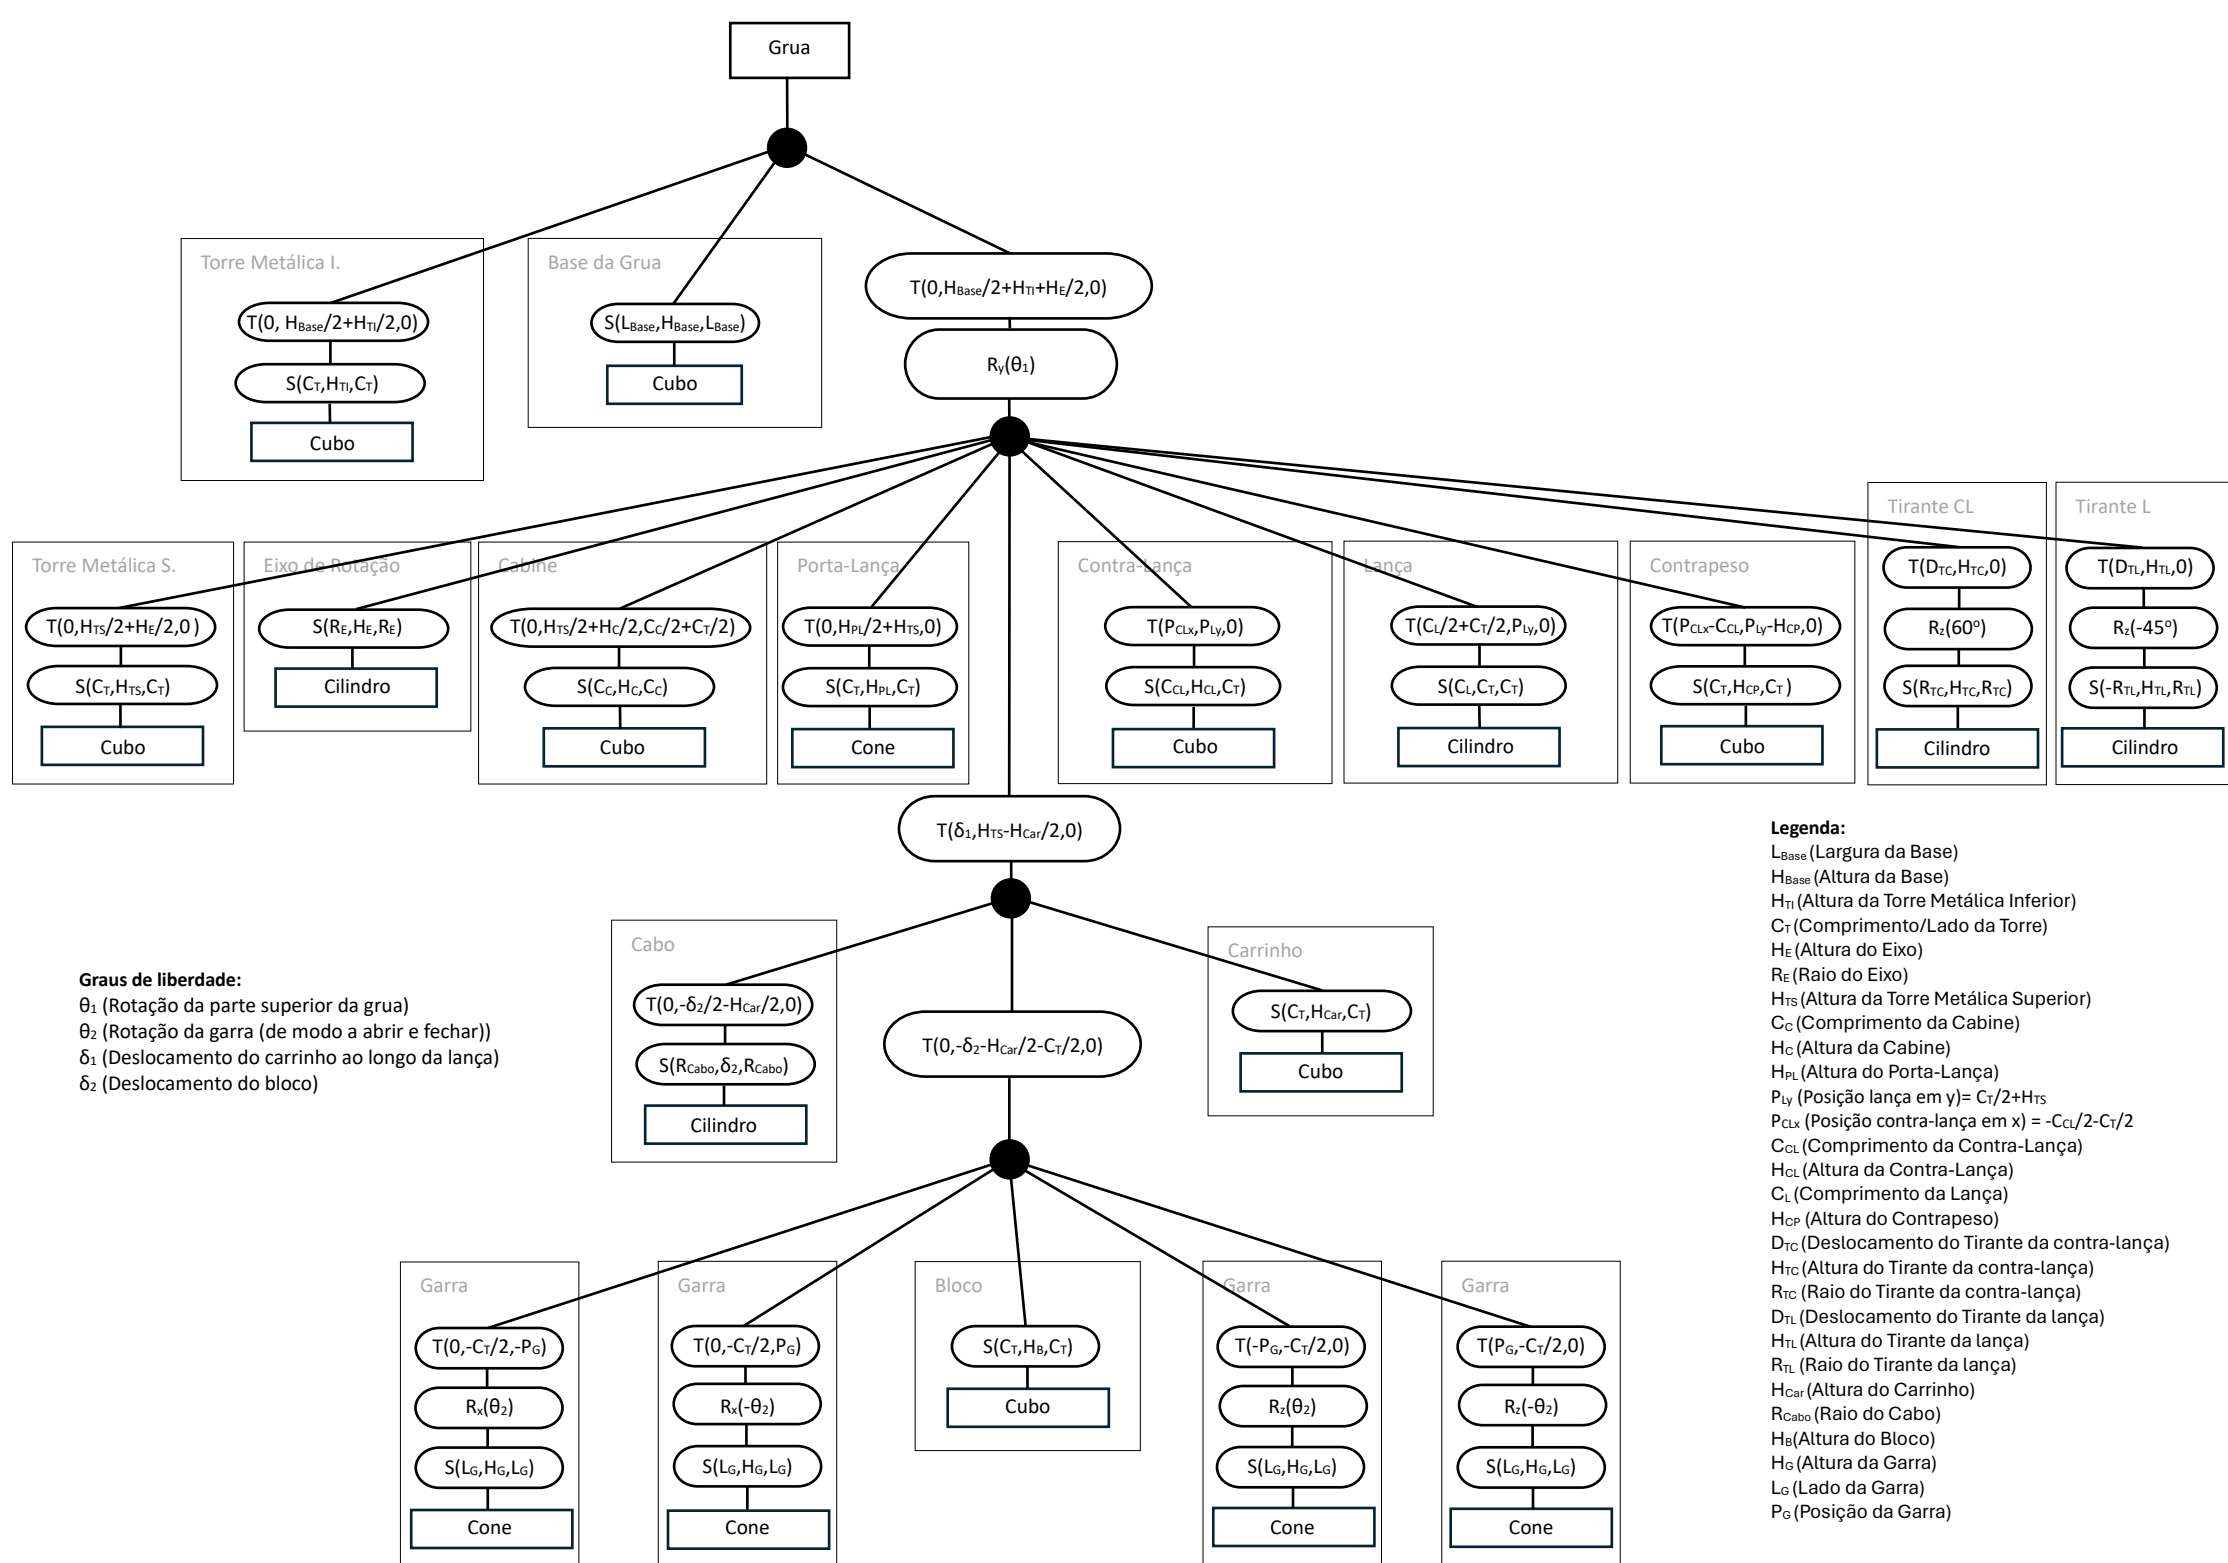 Grua
Torre Metálica I.
T(0, HBase/2+HTI/2,0)
S(CT,HTI,CT)
Cubo
Base da Grua
S(LBase,HBase,LBase)
Cubo
T(0,HBase/2+HTI+HE/2,0)
Ry(θ1)
Torre Metálica S.
T(0,HTS/2+HE/2,0 )
S(CT,HTS,CT)
Cubo
Eixo de Rotação
S(RE,HE,RE)
Cilindro
Cabine
T(0,HTS/2+HC/2,CC/2+CT/2)
S(CC,HC,CC)
Cubo
Porta-Lança
T(0,HPL/2+HTS,0)
S(CT,HPL,CT)
Cone
Contra-Lança
T(PCLx,PLy,0)
S(CCL,HCL,CT)
Cubo
Lança
T(CL/2+CT/2,PLy,0)
S(CL,CT,CT)
Cilindro
Contrapeso
T(PCLx-CCL,PLy-HCP,0)
S(CT,HCP,CT)
Cubo
Tirante CL
T(DTC,HTC,0)
Rz(60º)
S(RTC,HTC,RTC)
Cilindro
Tirante L
T(DTL,HTL,0)
Rz(-45º)
S(-RTL,HTL,RTL)
Cilindro
T(δ1,HTS-HCar/2,0)
Cabo
T(0,-δ2/2-HCar/2,0)
S(RCabo,δ2,RCabo)
Cilindro
T(0,-δ2-HCar/2-CT/2,0)
Carrinho
S(CT,HCar,CT)
Cubo
Graus de liberdade:
θ1 (Rotação da parte superior da grua)
θ2 (Rotação da garra (de modo a abrir e fechar))
δ1 (Deslocamento do carrinho ao longo da lança)
δ2 (Deslocamento do bloco)
Garra
T(0,-CT/2,-PG)
Rx(θ2)
S(LG,HG,LG)
Cone
Garra
T(0,-CT/2,PG)
Rx(-θ2)
S(LG,HG,LG)
Cone
Bloco
S(CT,HB,CT)
Cubo
Garra
T(-PG,-CT/2,0)
Rz(θ2)
S(LG,HG,LG)
Cone
Garra
T(PG,-CT/2,0)
Rz(-θ2)
S(LG,HG,LG)
Cone
Legenda:
LBase (Largura da Base)
HBase (Altura da Base)
HTI (Altura da Torre Metálica Inferior)
CT (Comprimento/Lado da Torre)
HE (Altura do Eixo)
RE (Raio do Eixo)
HTS (Altura da Torre Metálica Superior)
CC (Comprimento da Cabine)
HC (Altura da Cabine)
HPL (Altura do Porta-Lança)
PLy (Posição lança em y)= CT/2+HTS
PCLx (Posição contra-lança em x) = -CCL/2-CT/2
CCL (Comprimento da Contra-Lança)
HCL (Altura da Contra-Lança)
CL (Comprimento da Lança)
HCP (Altura do Contrapeso)
DTC (Deslocamento do Tirante da contra-lança)
HTC (Altura do Tirante da contra-lança)
RTC (Raio do Tirante da contra-lança)
DTL (Deslocamento do Tirante da lança)
HTL (Altura do Tirante da lança)
RTL (Raio do Tirante da lança)
HCar (Altura do Carrinho)
RCabo (Raio do Cabo)
HB(Altura do Bloco)
HG (Altura da Garra)
LG (Lado da Garra)
PG (Posição da Garra)